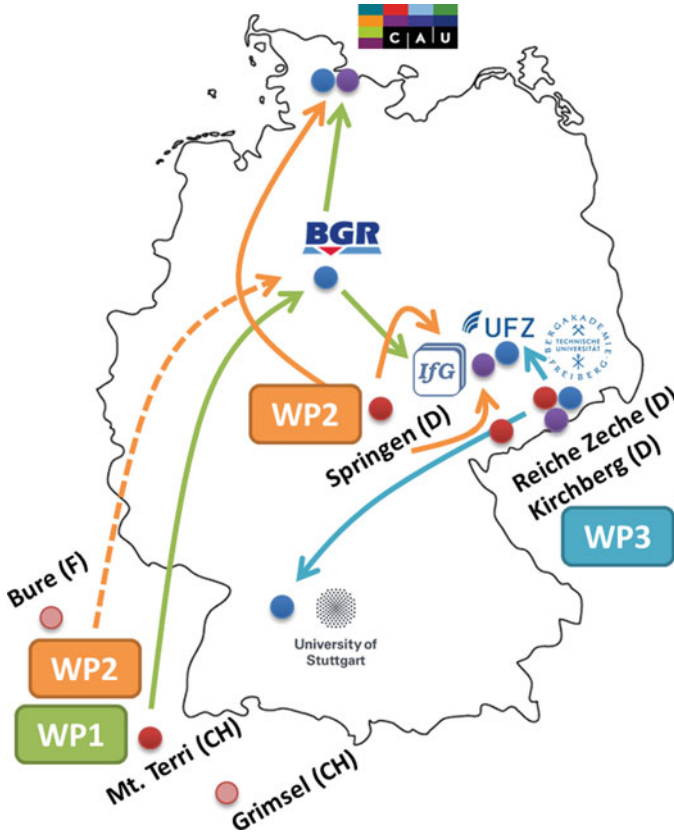 C|A|U
BGR
UFZ
BERGAKADEMIE
TECHNISCHE
UNIVERSITÄT
FREIBERG
IfG
WP2
Springen (D)
Reiche Zeche (D)
Kirchberg (D)
WP3
Bure (F)
University of
Stuttgart
WP2
WP1
Mt. Terri (CH)
Grimsel (CH)